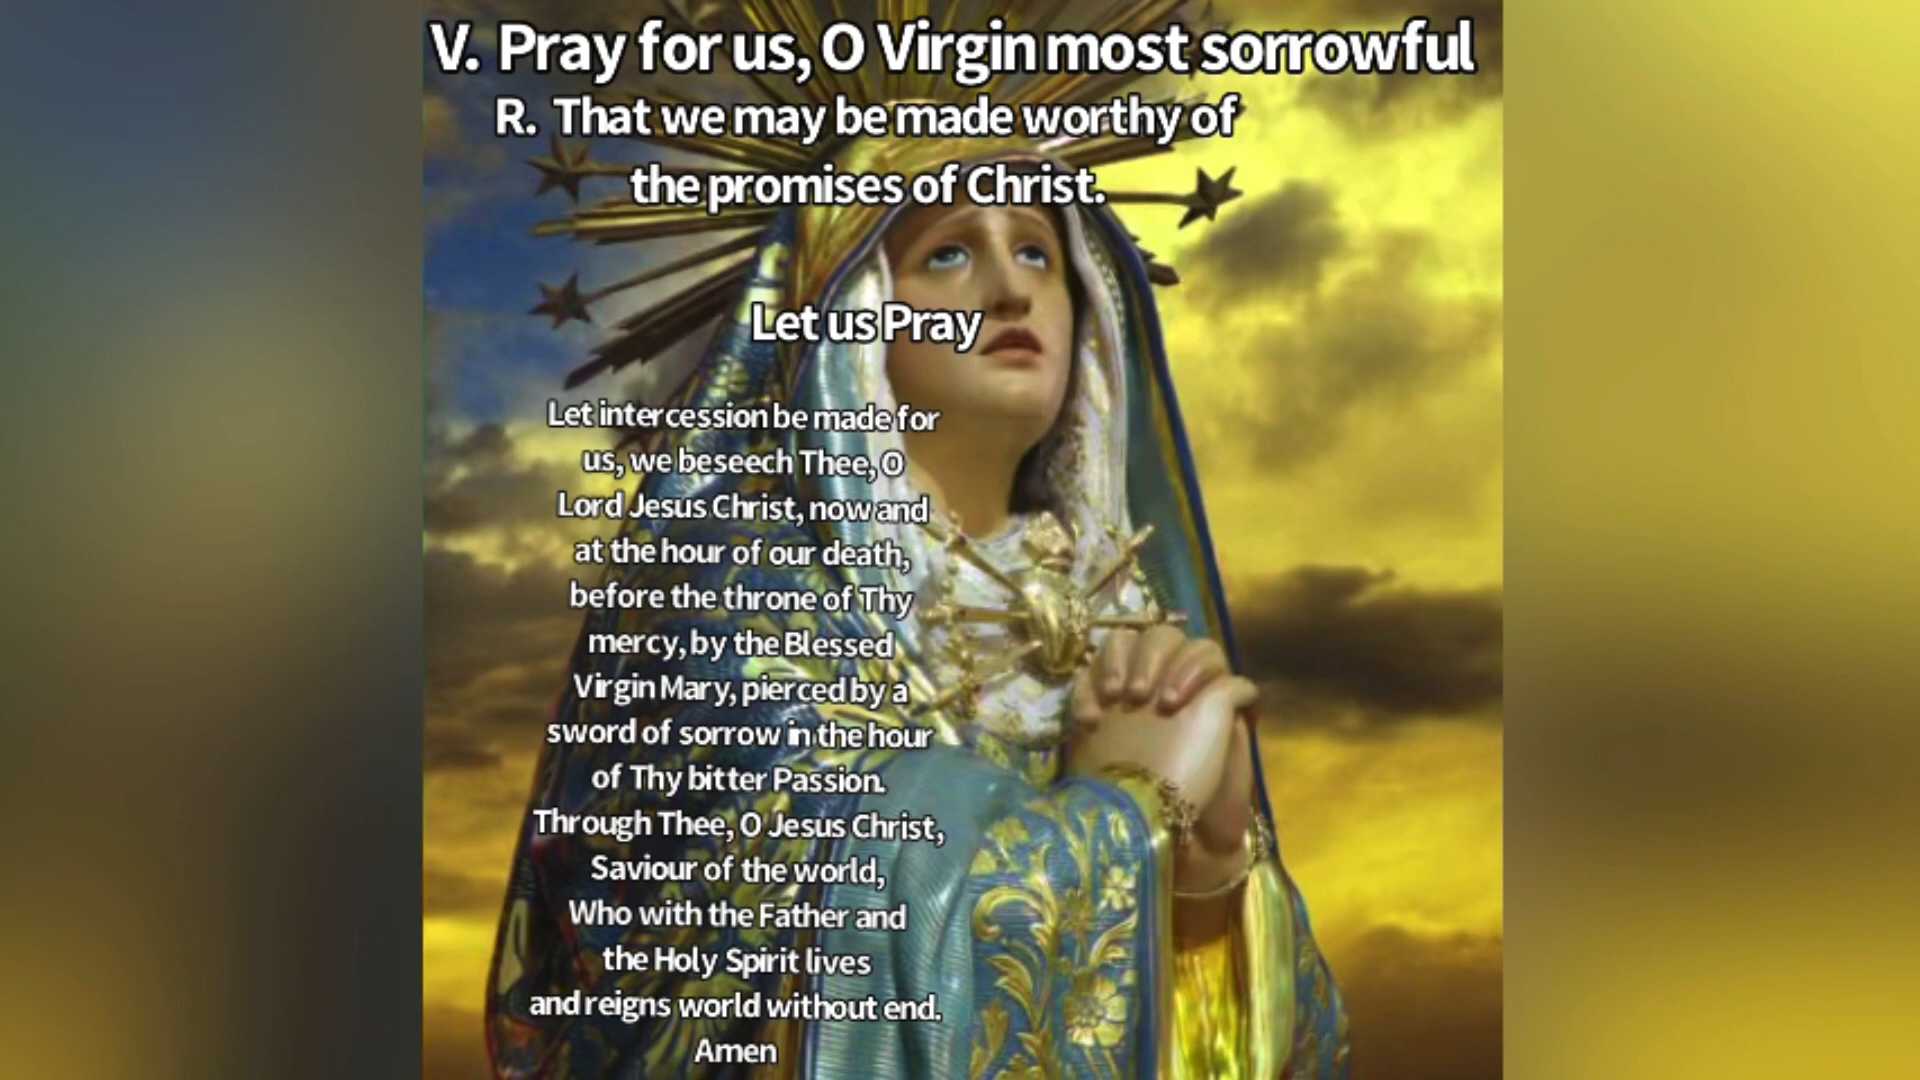 V. Pray for us, O Virgin most sorrowful
R. That we may be made worthy of
the promises of Christ.
Let us Pray
Let intercession be made for
us, we beseech Thee, O
Lord Jesus Christ, now and
at the hour of our death,
before the throne of Thy
mercy, by the Blessed
Virgin Mary, pierced by a
sword of sorrow in the hour
of Thy bitter Passion.
Through Thee, O Jesus Christ,
Saviour of the world,
Who with the Father and
the Holy Spirit lives
and reigns world without end.
Amen